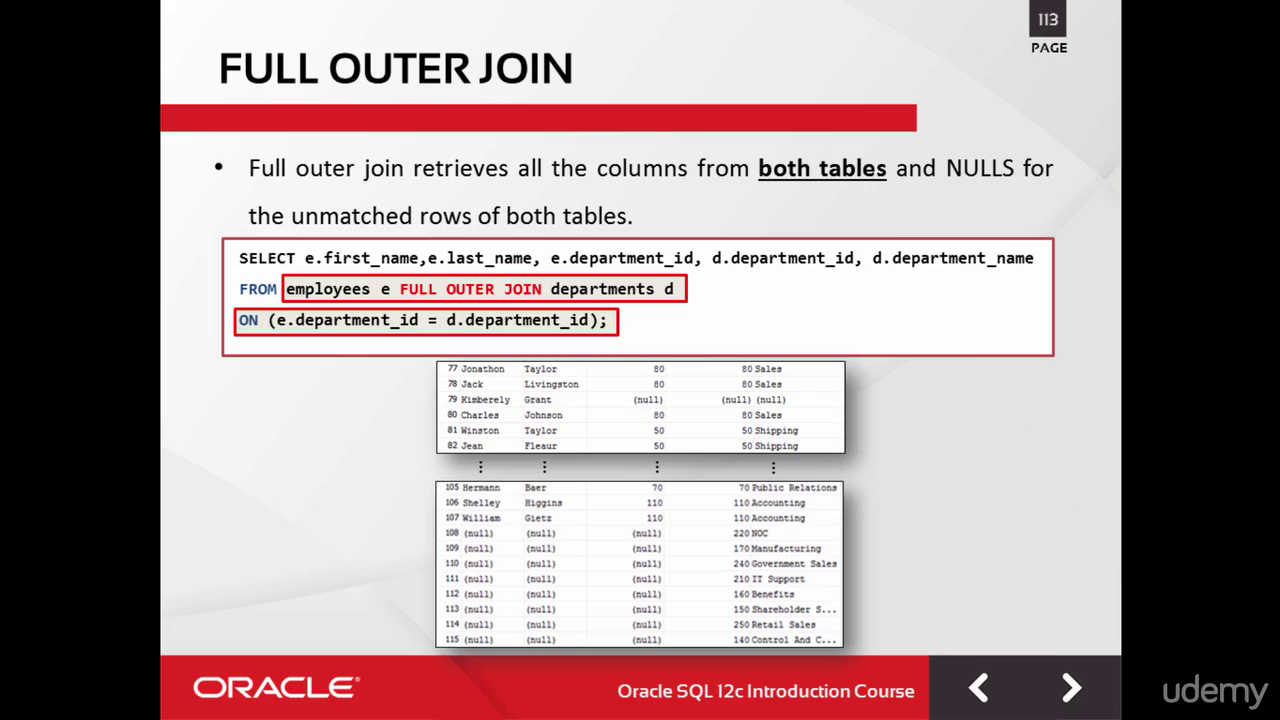 113
PAGE
FULL OUTER JOIN
• Full outer join retrieves all the columns from both tables and NULLS for
the unmatched rows of both tables.
SELECT e.first_name,e.last_name, e.department_id, d.department_id, d.department_name
FROM employees e FULL OUTER JOIN departments d
ON (e.department_id = d.department_id);
77 Jonathon Taylor 80 80 Sales
78 Jack Livingston 80 80 Sales
79 Kimberely Grant (null) (null) (null)
80 Charles Johnson 80 80 Sales
81 Winston Taylor 50 50 Shipping
82 Jean Fleaur 50 50 Shipping
105 Hermann Baer 70 70 Public Relations
106 Shelley Higgins 110 110 Accounting
107 William Gietz 110 110 Accounting
108 (null) (null) (null) 220 NOC
109 (null) (null) (null) 170 Manufacturing
110 (null) (null) (null) 240 Government Sales
111 (null) (null) (null) 210 IT Support
112 (null) (null) (null) 160 Benefits
113 (null) (null) (null) 150 Shareholder S...
114 (null) (null) (null) 250 Retail Sales
115 (null) (null) (null) 140 Control And C...
ORACLE®
Oracle SQL 12c Introduction Course
udemy